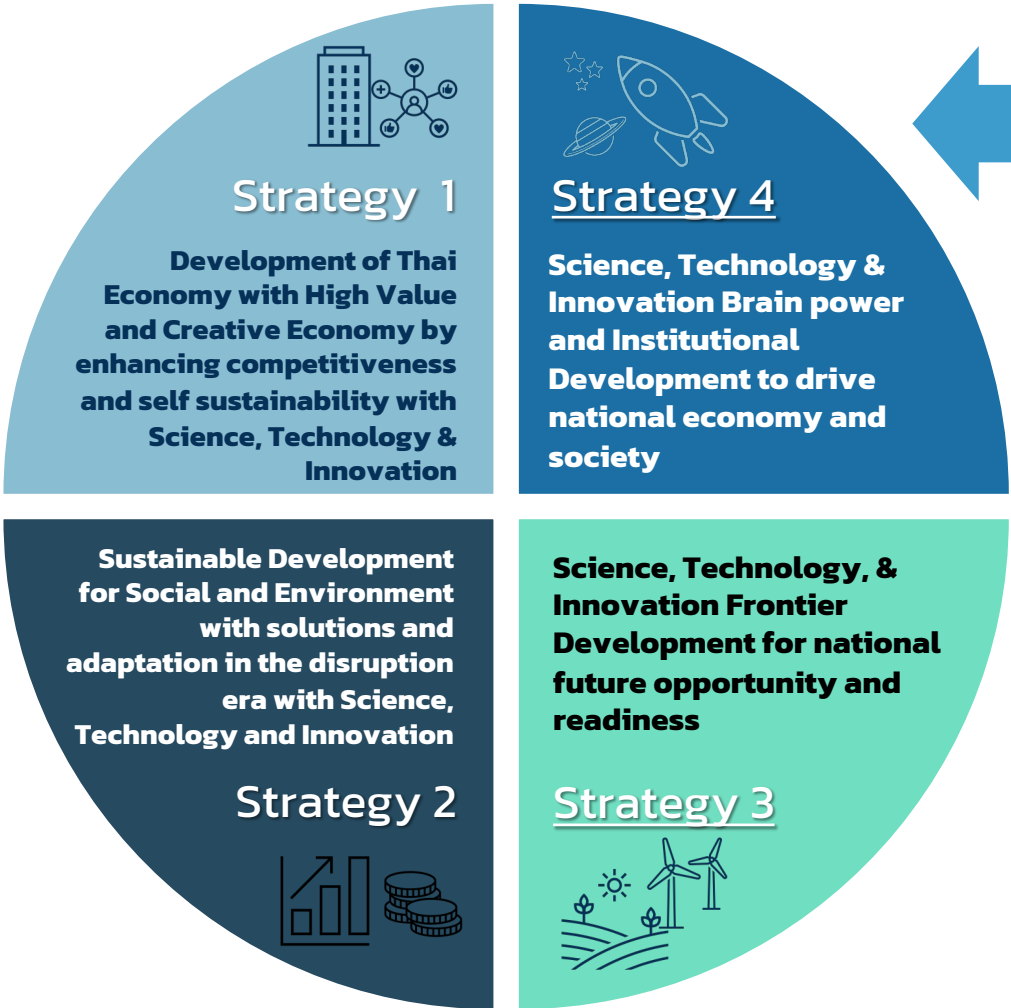 Strategy 1
Development of Thai
Economy with High Value
and Creative Economy by
enhancing competitiveness
and self sustainability with
Science, Technology &
Innovation
Strategy 4
Science, Technology &
Innovation Brain power
and Institutional
Development to drive
national economy and
society
Sustainable Development
for Social and Environment
with solutions and
adaptation in the disruption
era with Science,
Technology and Innovation
Strategy 2
Science, Technology, &
Innovation Frontier
Development for national
future opportunity and
readiness
Strategy 3